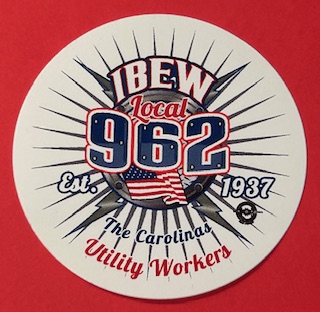 IBEW
Local
962
Est. 1937
The Carolinas
Utility Workers